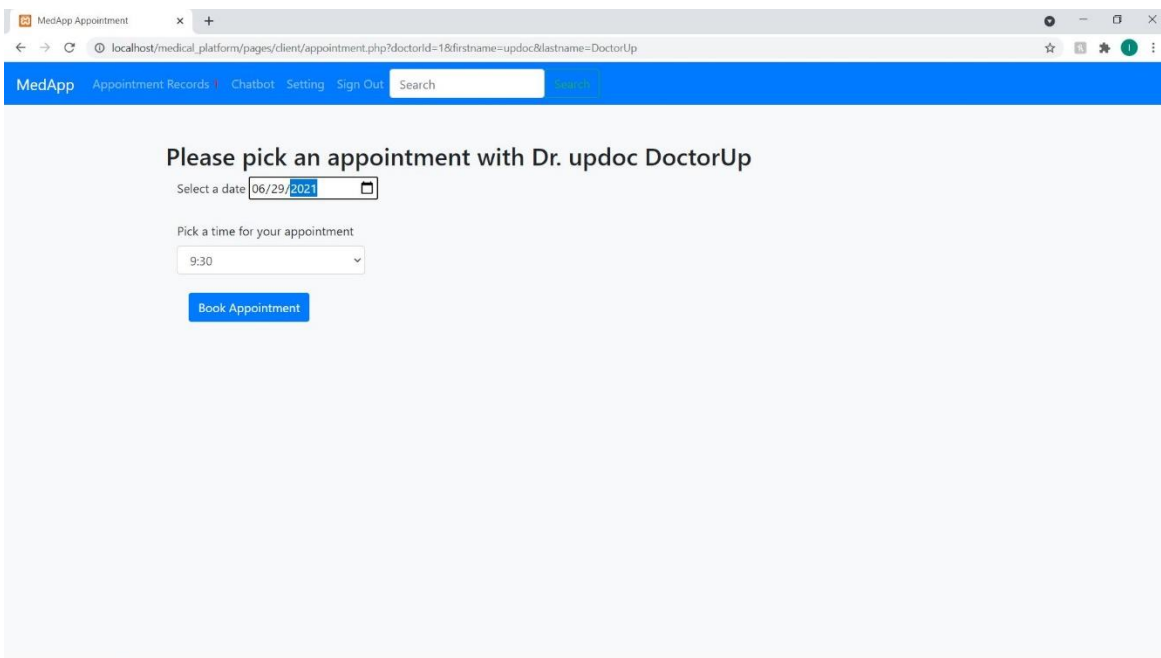 MedApp Appointment
localhost/medical_platform/pages/client/appointment.php?doctorId=1&firstname=updoc&lastname=DoctorUp
MedApp Appointment Records 1 Chatbot Setting Sign Out Search Search
Please pick an appointment with Dr. updoc DoctorUp
Select a date 06/29/2021
Pick a time for your appointment
9:30
Book Appointment